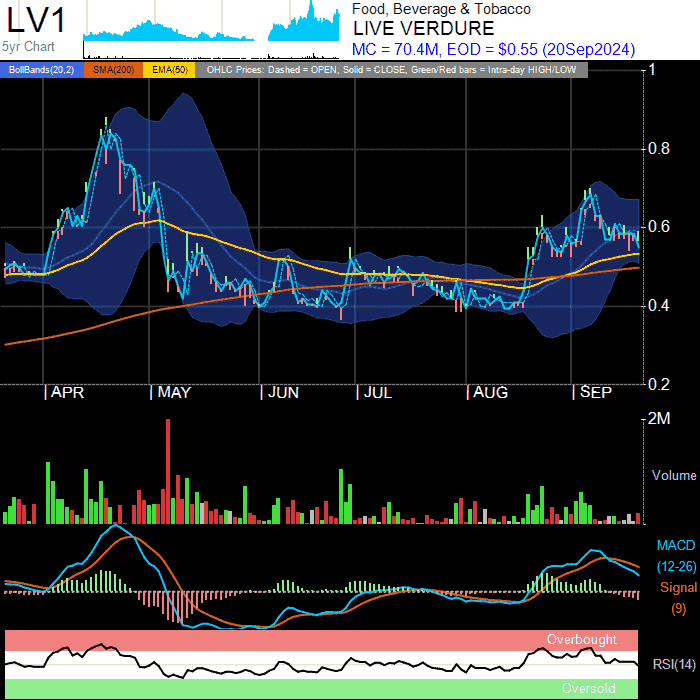 LV1
5yr Chart
Food, Beverage & Tobacco
LIVE VERDURE
MC = 70.4M, EOD = $0.55 (20Sep2024)
BollBands(20,2) SMA(200) EMA(50) OHLC Prices: Dashed = OPEN, Solid = CLOSE, Green/Red bars = Intra-day HIGH/LOW
1
0.8
0.6
0.4
0.2
APR MAY JUN JUL AUG SEP
2M
Volume
MACD
(12-26)
Signal
(9)
Overbought
RSI(14)
Oversold